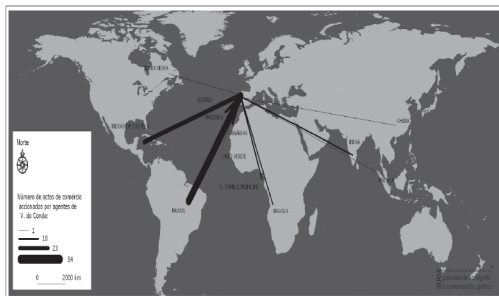 TERRA NOVA
AÇORES
MADEIRA
CANÁRIAS
CABO VERDE
S. TOMÉ E PRÍNCIPE
BRASIL
ANGOLA
ÍNDIA
CHINA
Norte
Número de actos de comércio
accionados por agentes de
V. do Conde:
1
10
23
54
0 2000 km